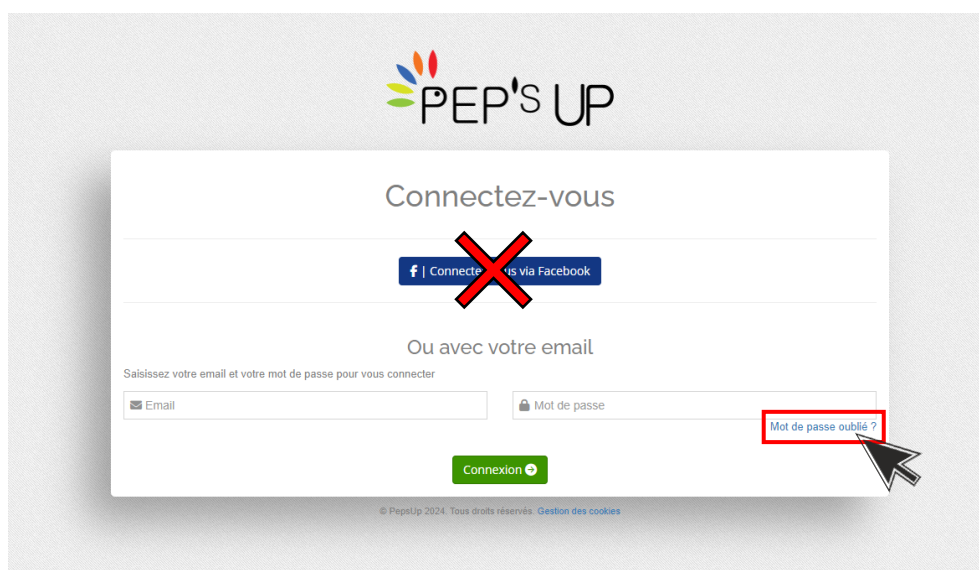 PEP'S UP
Connectez-vous
f | Connecte us via Facebook
Ou avec votre email
Saisissez votre email et votre mot de passe pour vous connecter
Email
Mot de passe
Mot de passe oublié ?
Connexion
© PepsUp 2024. Tous droits réservés. Gestion des cookies